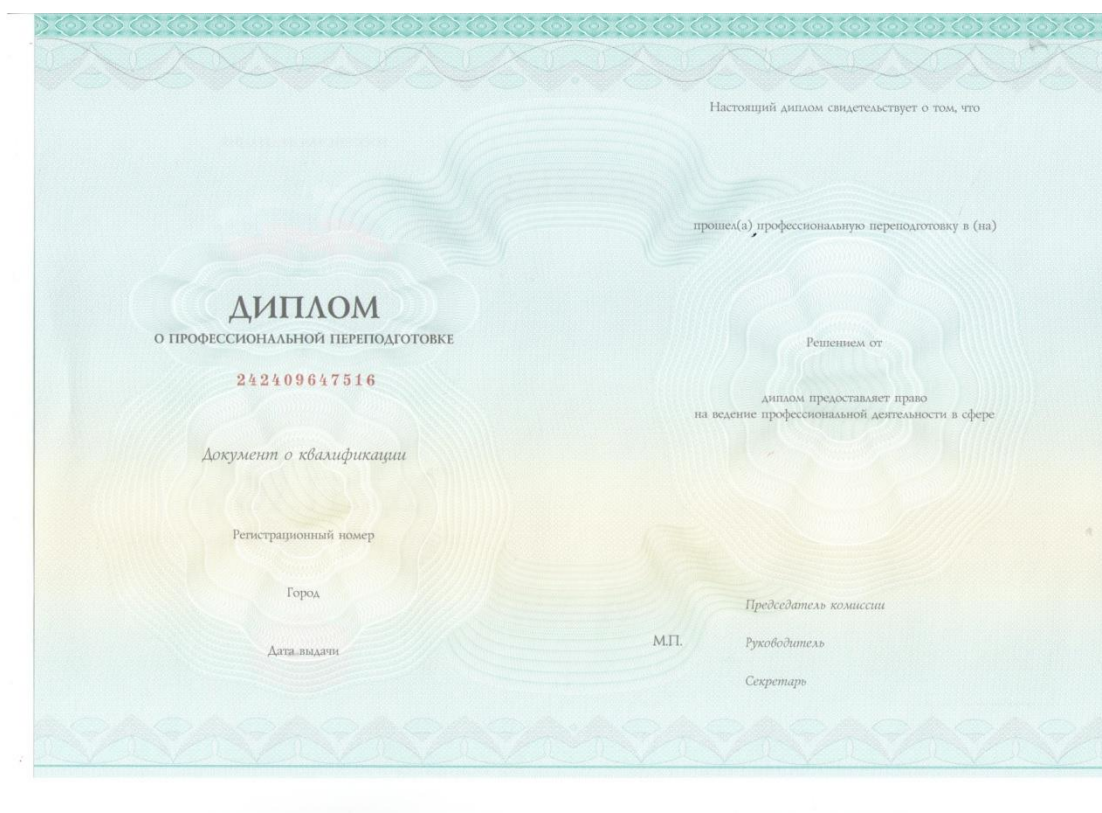 ДИПЛОМ
О ПРОФЕССИОНАЛЬНОЙ ПЕРЕПОДГОТОВКЕ
242409647516
Документ о квалификации
Регистрационный номер
Город
Дата выдачи
Настоящий диплом свидетельствует о том, что
прошел(а) профессиональную переподготовку в (на)
Решением от
диплом предоставляет право
на ведение профессиональной деятельности в сфере
М.П.
Председатель комиссии
Руководитель
Секретарь